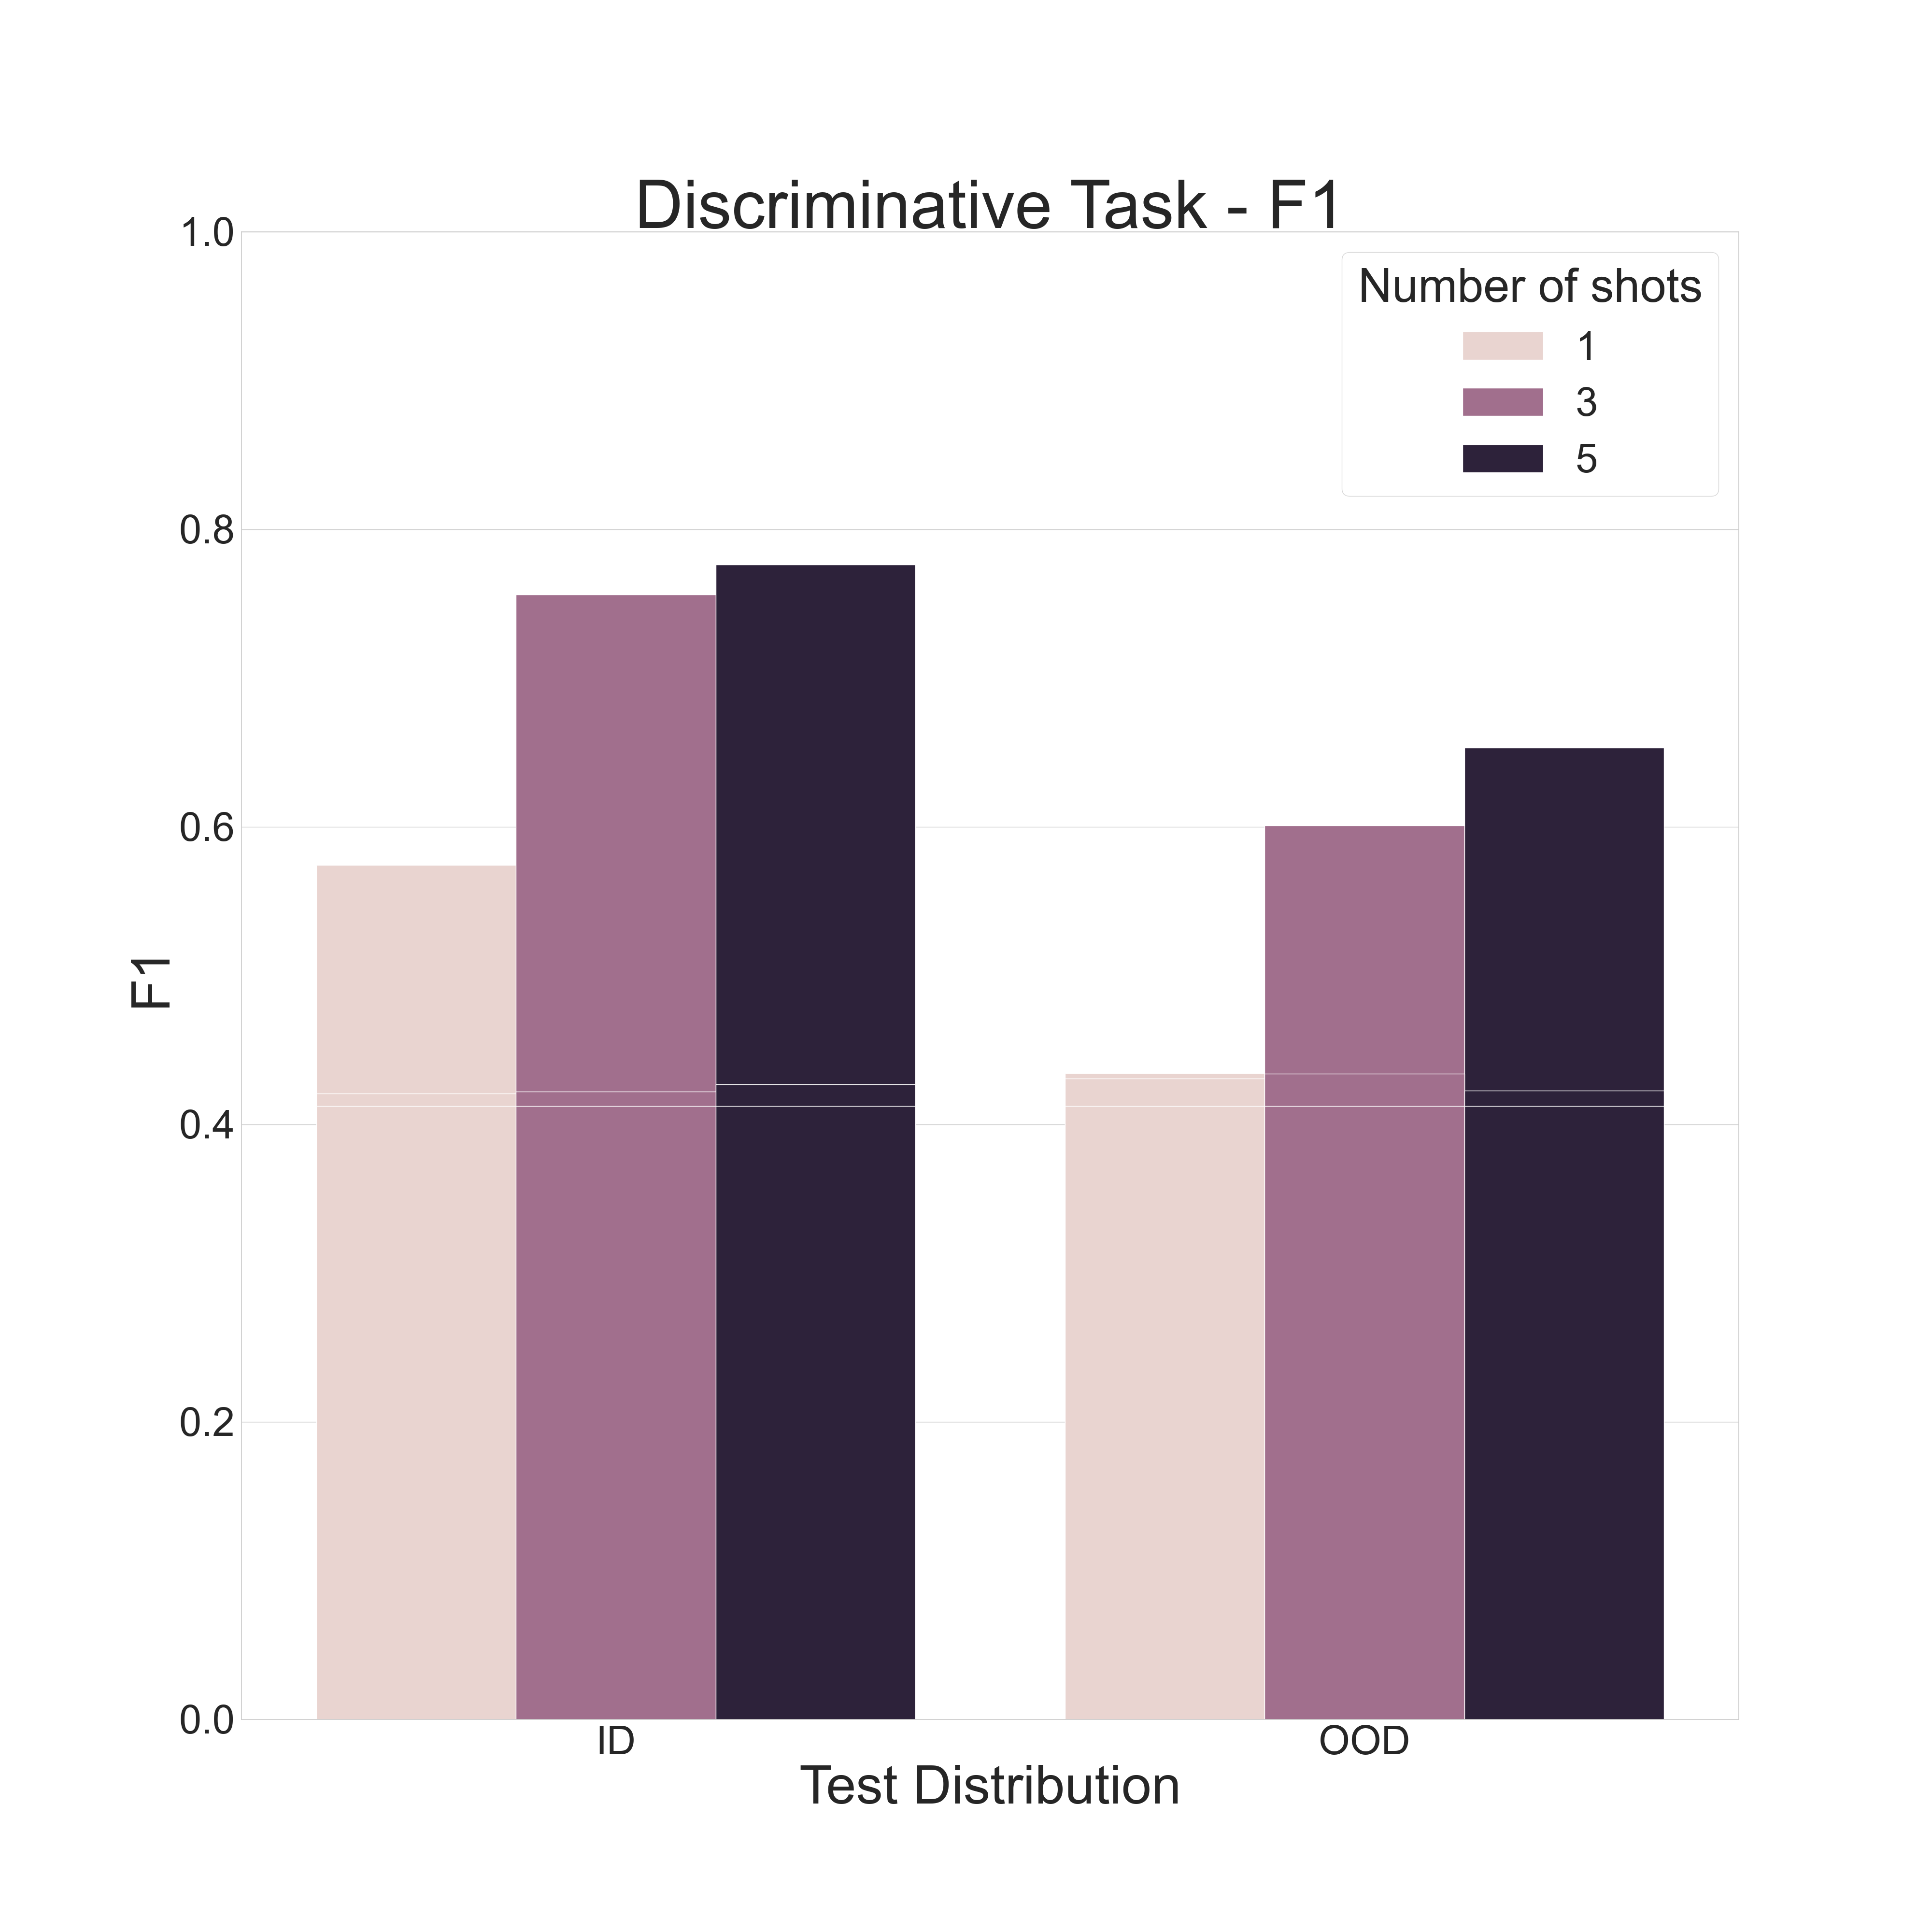 Discriminative Task - F1
1.0
0.8
0.6
0.4
0.2
0.0
F1
Number of shots
1
3
5
ID
OOD
Test Distribution